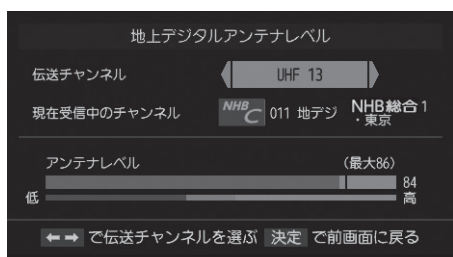 地上デジタルアンテナレベル
伝送チャンネル UHF 13
現在受信中のチャンネル NHB C 011 地デジ NHB総合1・東京
アンテナレベル (最大86)
84
低 高
←→ で伝送チャンネルを選ぶ 決定 で前画面に戻る